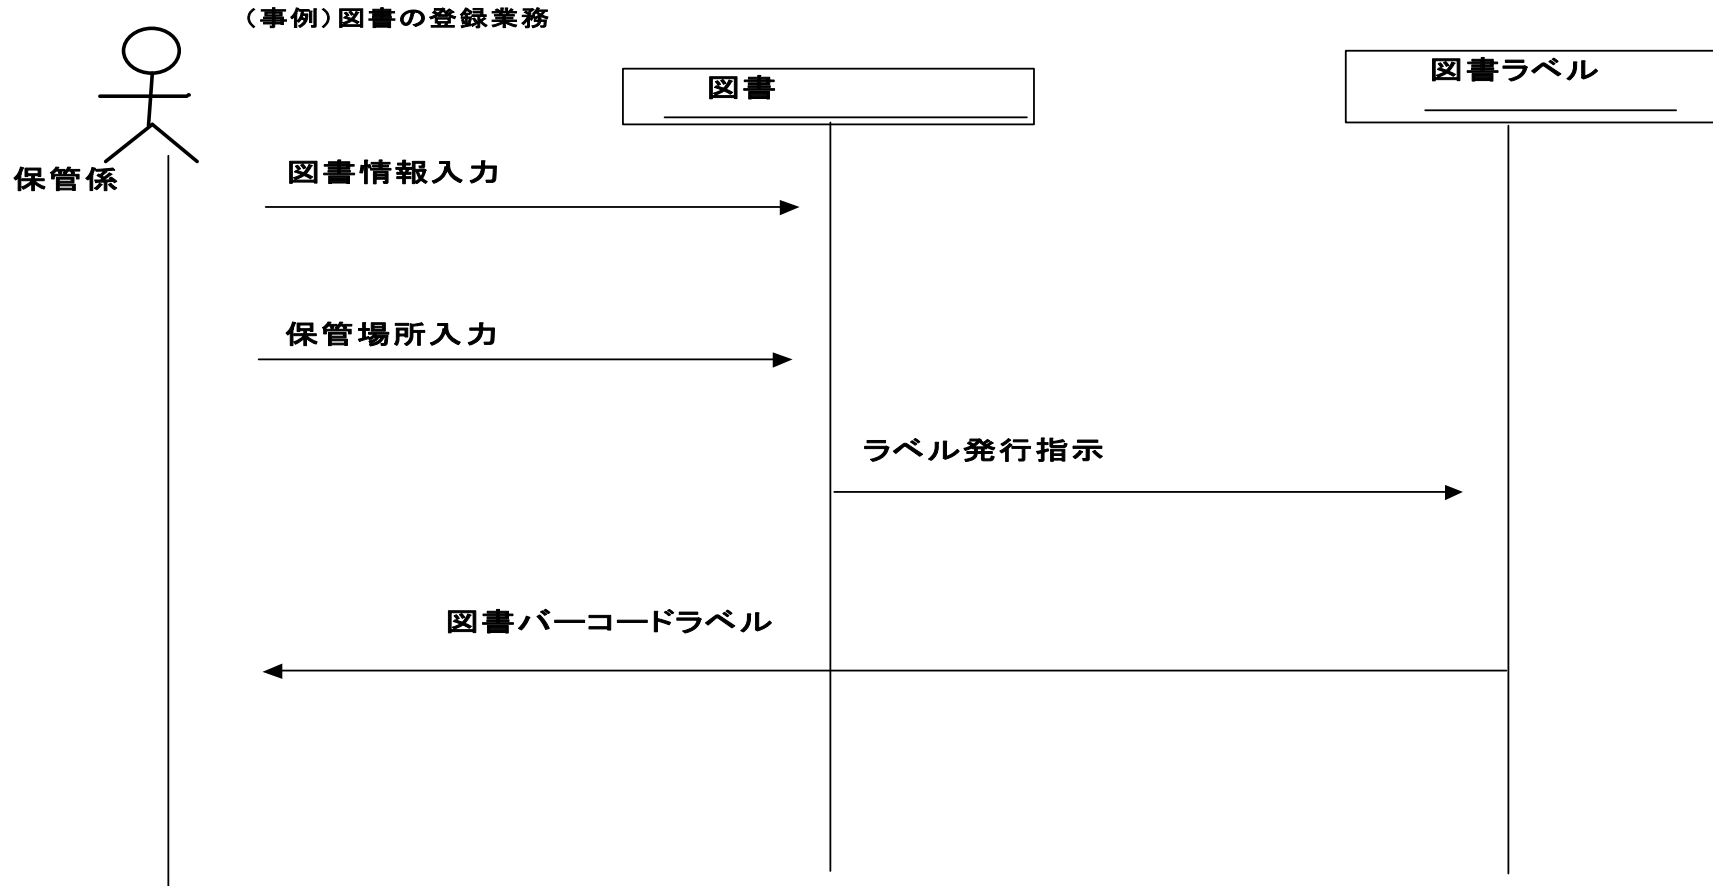 (事例)図書の登録業務
図書
図書ラベル
保管係
図書情報入力
保管場所入力
ラベル発行指示
図書バーコードラベル